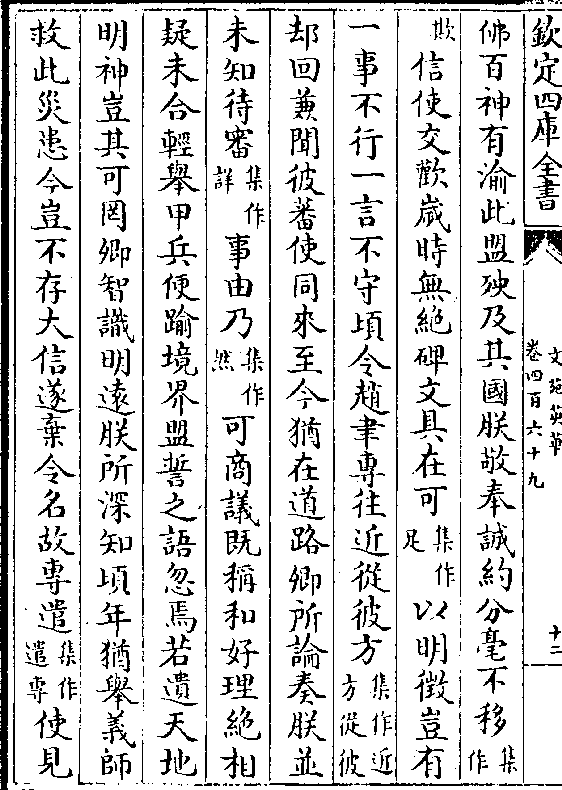 欽定四庫全書
文苑英華
卷四百六十九
十二
佛百神有渝此盟殃及其國朕敬奉誠約分毫不移集作
欺信使交歡歲時無絕碑文具在可集作足以明徵豈有
一事不行一言不守頃令趙聿專往近從彼方集作近方從彼
却回兼聞彼蕃使同來至今猶在道路卿所論奏朕並
未知待審集作詳事由乃集作然可商議既稱和好理絕相
疑未合輕舉甲兵便踰境界盟誓之語忽焉若遺天地
明神豈其可罔卿智識明遠朕所深知頃年猶舉義師
救此災患今豈不存大信遂棄令名故專遣集作遣專使見